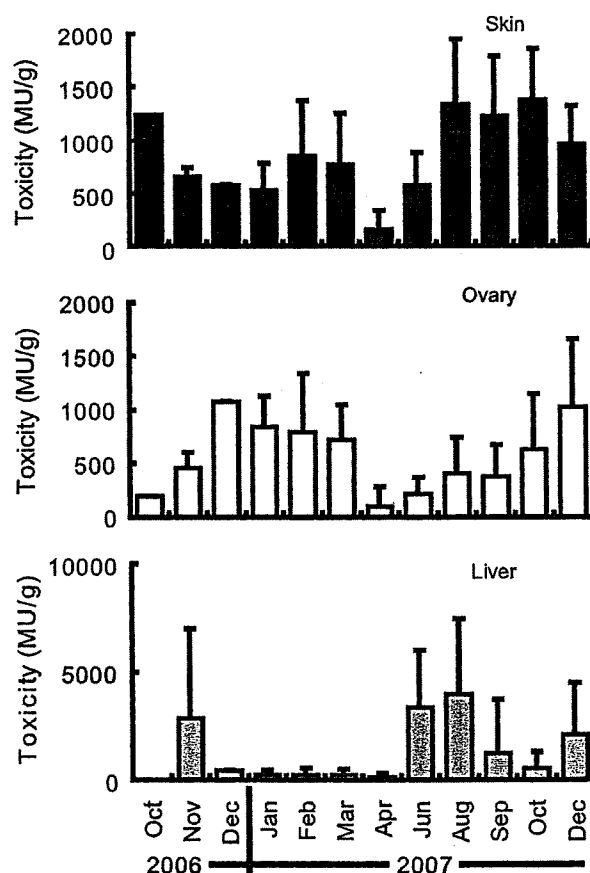 Skin
Toxicity (MU/g)
2000
1500
1000
500
0
Ovary
Toxicity (MU/g)
2000
1500
1000
500
0
Liver
Toxicity (MU/g)
10000
5000
0
Oct Nov Dec Jan Feb Mar Apr Jun Aug Sep Oct Dec
2006 2007